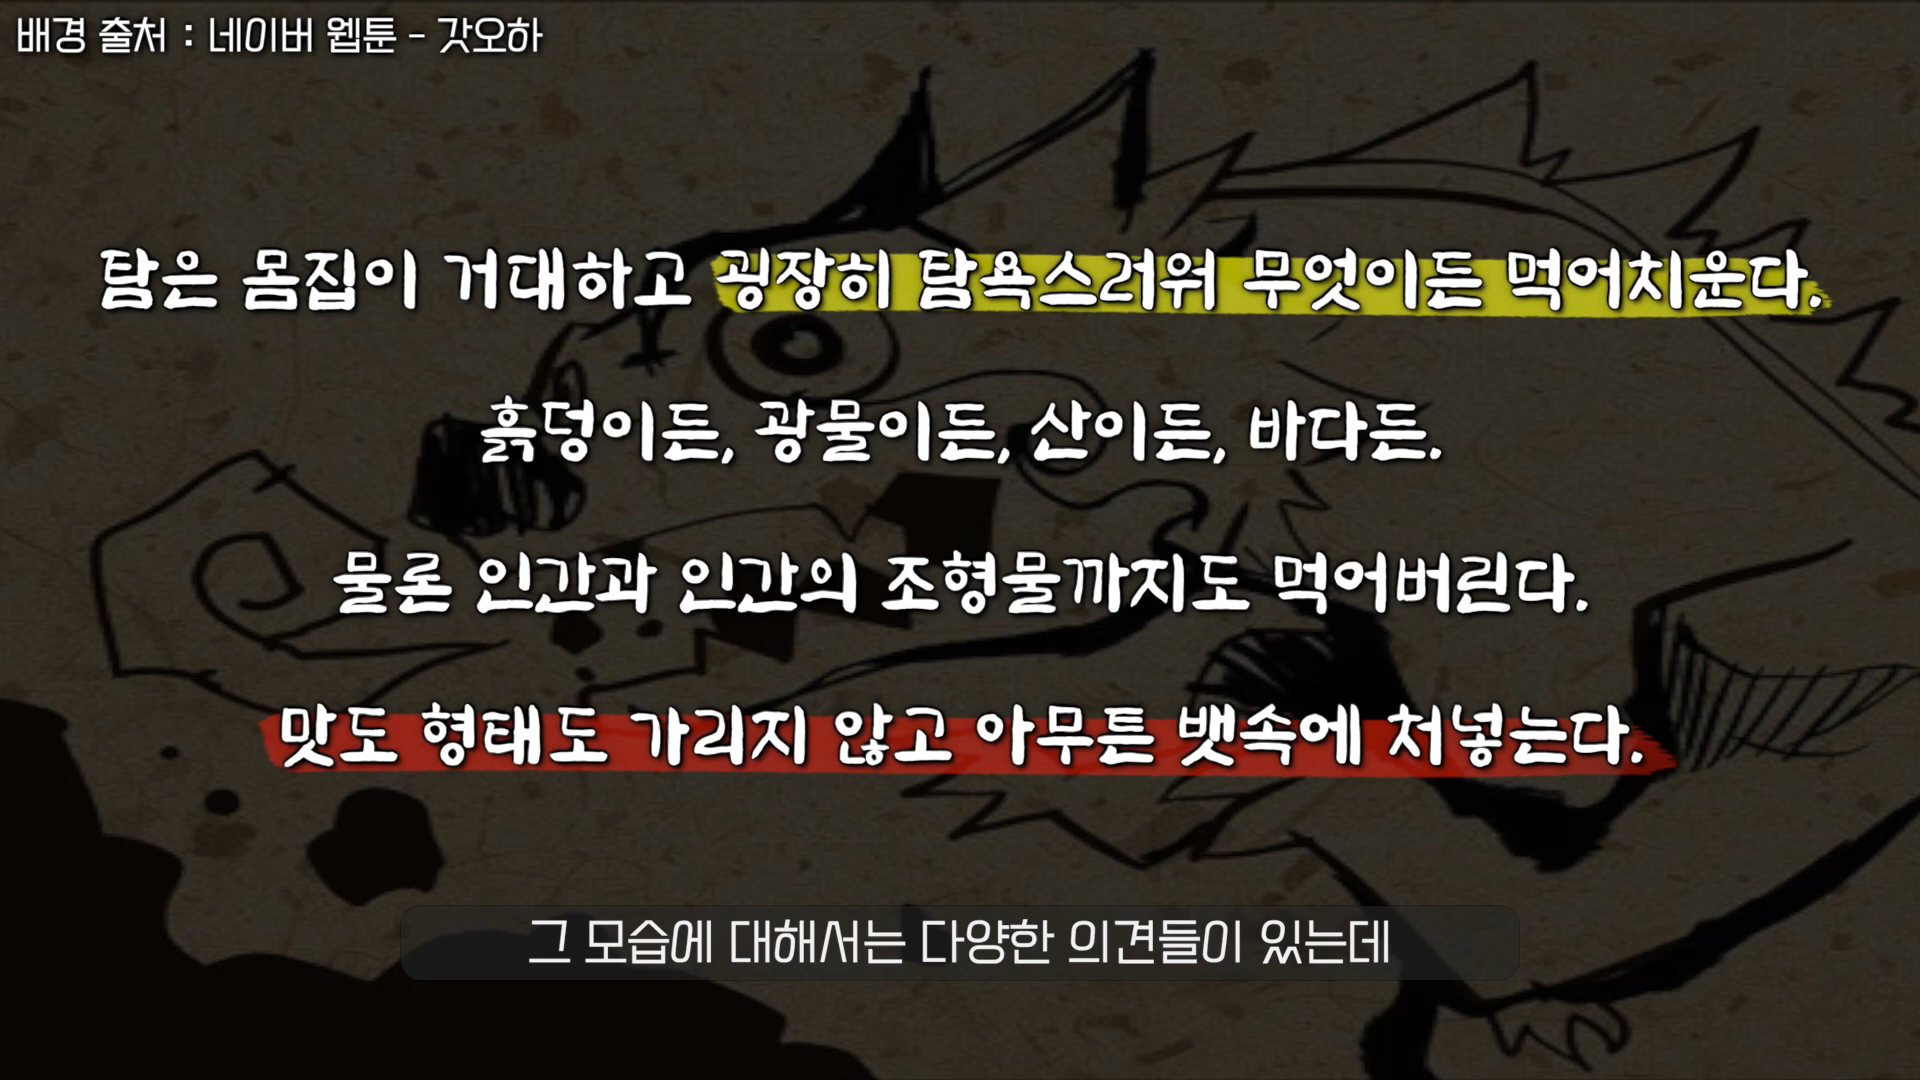 배경 출처 : 네이버 웹툰 - 갓오하
탐은 몸집이 거대하고 굉장히 탐욕스러워 무엇이든 먹어치운다.
흙덩이든, 광물이든, 산이든, 바다든.
물론 인간과 인간의 조형물까지도 먹어버린다.
맛도 형태도 가리지 않고 아무튼 뱃속에 처넣는다.
그 모습에 대해서는 다양한 의견들이 있는데